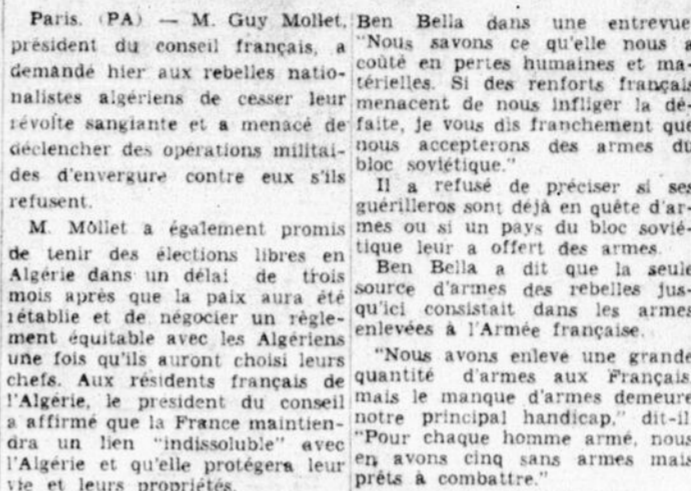 Paris. (PA) — M. Guy Mollet,
président du conseil français, a
demandé hier aux rebelles natio-
nalistes algériens de cesser leur
révolte sanglante et a menacé de
déclencher des opérations militai-
des d'envergure contre eux s'ils
refusent.
M. Mollet a également promis
de tenir des élections libres en
Algérie dans un délai de trois
mois après que la paix aura été
rétablie et de négocier un règle-
ment équitable avec les Algériens
une fois qu'ils auront choisi leurs
chefs. Aux résidents français de
l'Algérie, le président du conseil
a affirmé que la France maintien-
dra un lien "indissoluble" avec
l'Algérie et qu'elle protégera leur
vie et leurs propriétés.
Ben Bella dans une entrevue
"Nous savons ce qu'elle nous a
coûté en pertes humaines et ma-
térielles. Si des renforts français
menacent de nous infliger la dé-
faite, je vous dis franchement que
nous accepterons des armes du
bloc soviétique."
Il a refusé de préciser si ses
guérilleros sont déjà en quête d'ar-
mes ou si un pays du bloc sovié-
tique leur a offert des armes.
Ben Bella a dit que la seule
source d'armes des rebelles jus-
qu'ici consistait dans les armes
enlevées à l'Armée française.
"Nous avons enlevé une grande
quantité d'armes aux Français
mais le manque d'armes demeure
notre principal handicap," dit-il
"Pour chaque homme armé, nous
en avons cinq sans armes mais
prêts à combattre."